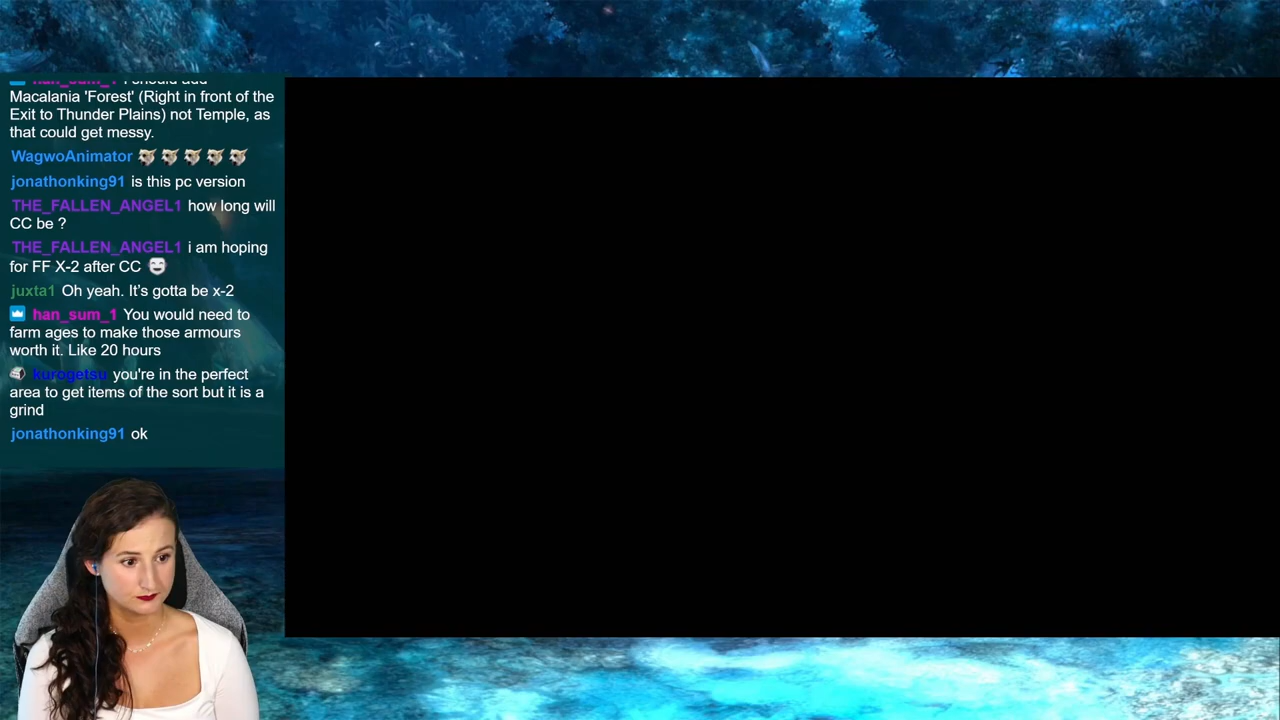 han_sum_1 I should add
Macalania 'Forest' (Right in front of the
Exit to Thunder Plains) not Temple, as
that could get messy.
WagwoAnimator
jonathonking91 is this pc version
THE_FALLEN_ANGEL1 how long will
CC be ?
THE_FALLEN_ANGEL1 i am hoping
for FF X-2 after CC
juxta1 Oh yeah. It’s gotta be x-2
han_sum_1 You would need to
farm ages to make those armours
worth it. Like 20 hours
kurogetsu you're in the perfect
area to get items of the sort but it is a
grind
jonathonking91 ok